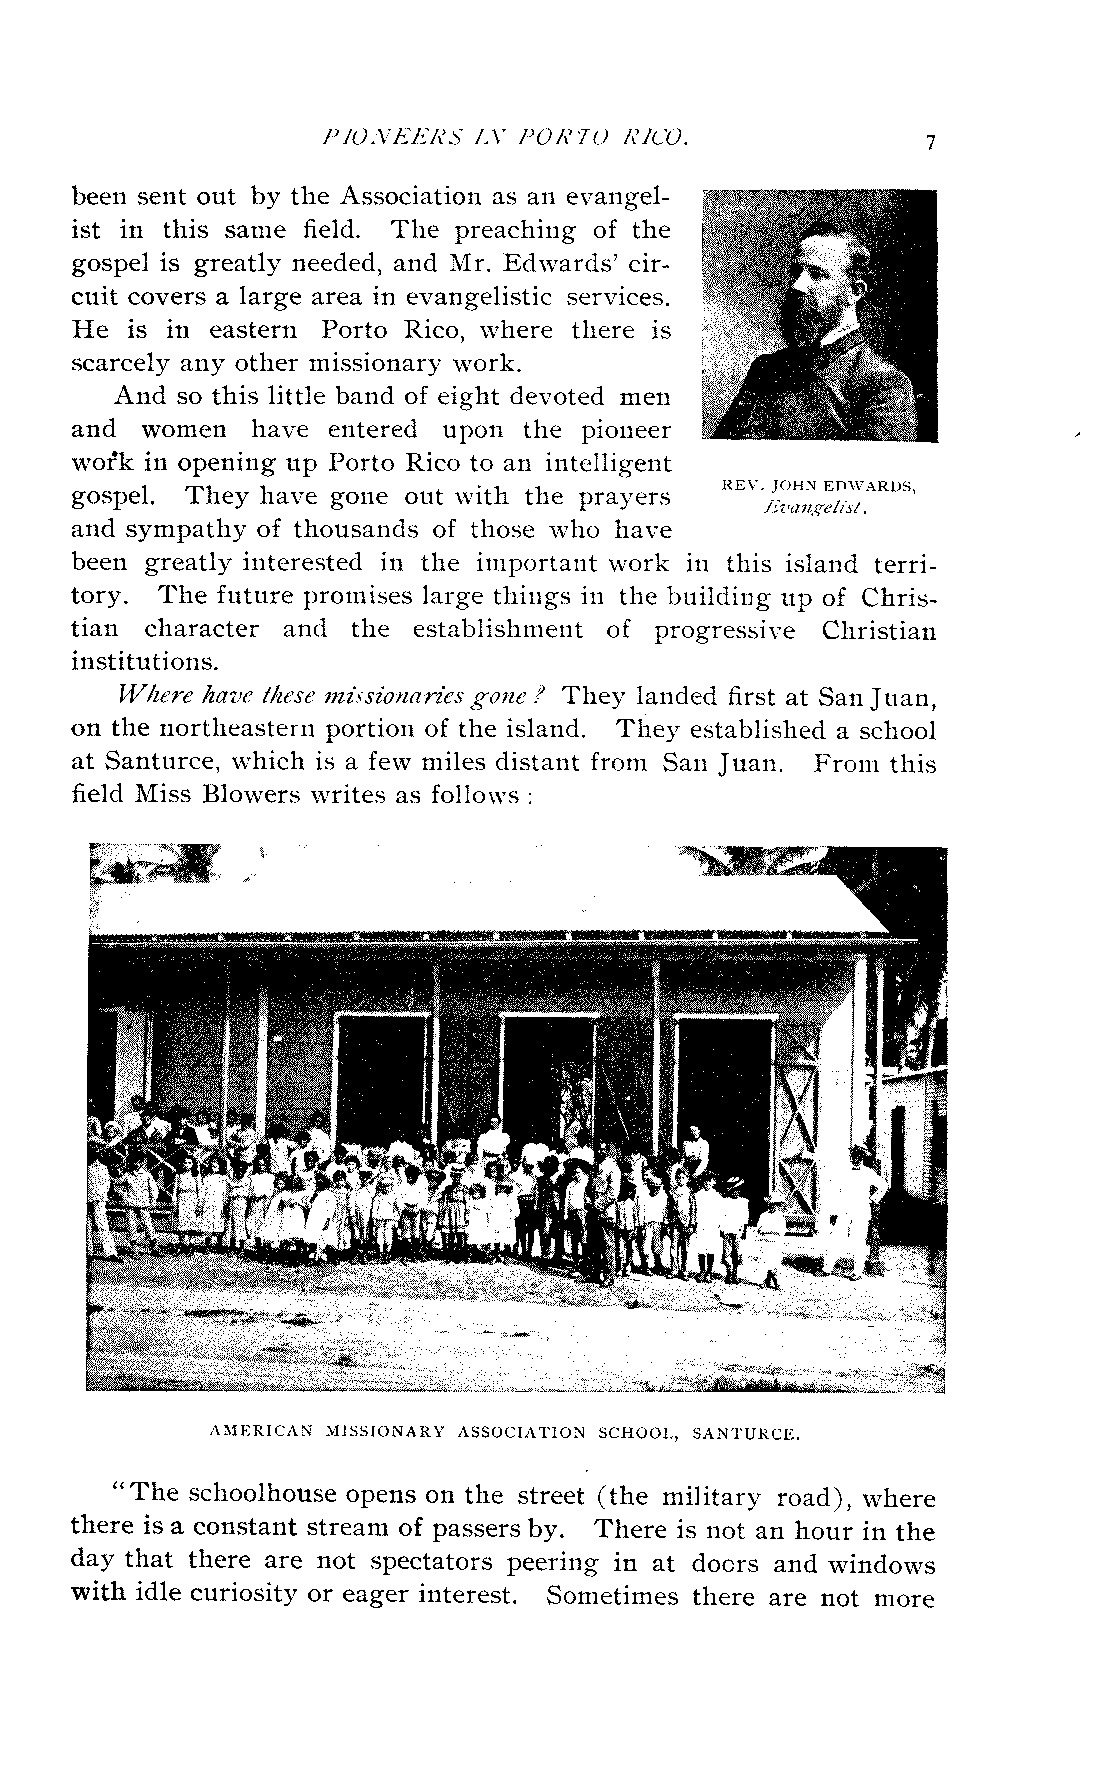 PIONEERS IN PORTO RICO. 7
been sent out by the Association as an evangel-
ist in this same field. The preaching of the
gospel is greatly needed, and Mr. Edwards' cir-
cuit covers a large area in evangelistic services.
He is in eastern Porto Rico, where there is
scarcely any other missionary work.
And so this little band of eight devoted men
and women have entered upon the pioneer
work in opening up Porto Rico to an intelligent
gospel. They have gone out with the prayers
and sympathy of thousands of those who have
REV. JOHN EDWARDS,
Evangelist.
been greatly interested in the important work in this island terri-
tory. The future promises large things in the building up of Chris-
tian character and the establishment of progressive Christian
institutions.
Where have these missionaries gone? They landed first at San Juan,
on the northeastern portion of the island. They established a school
at Santurce, which is a few miles distant from San Juan. From this
field Miss Blowers writes as follows:
AMERICAN MISSIONARY ASSOCIATION SCHOOL, SANTURCE.
"The schoolhouse opens on the street (the military road), where
there is a constant stream of passers by. There is not an hour in the
day that there are not spectators peering in at doors and windows
with idle curiosity or eager interest. Sometimes there are not more